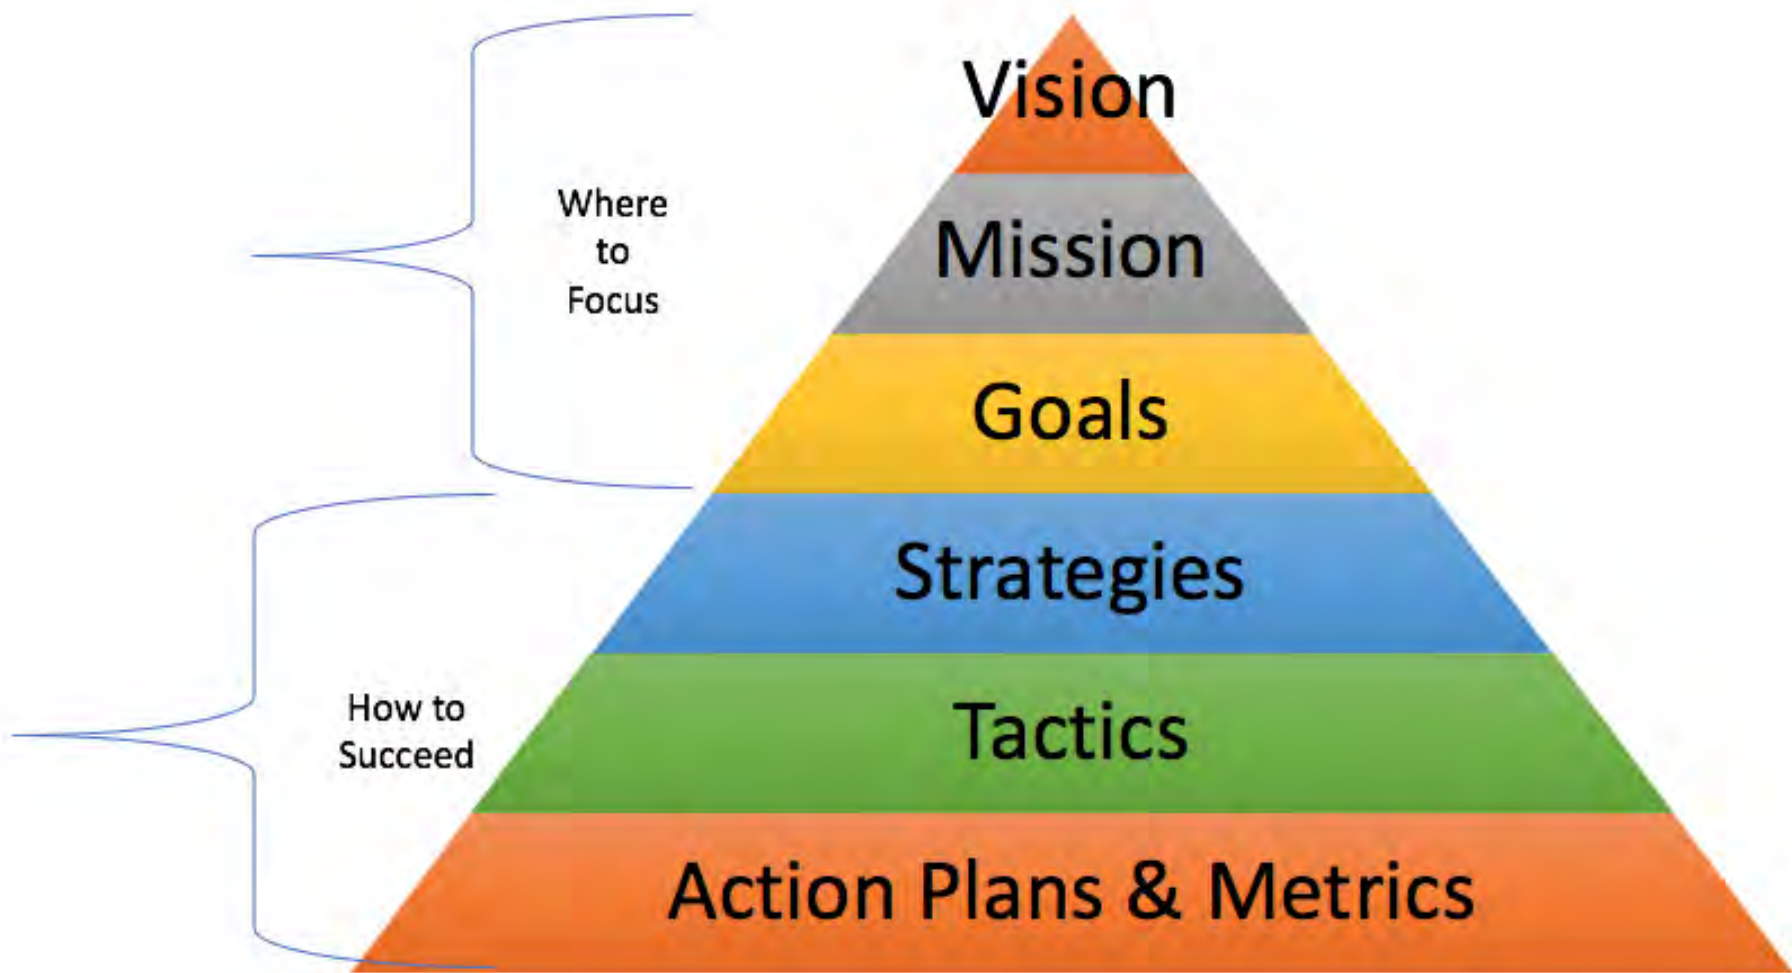 Vision
Mission
Goals
Strategies
Tactics
Action Plans & Metrics
Where
to
Focus
How to
Succeed